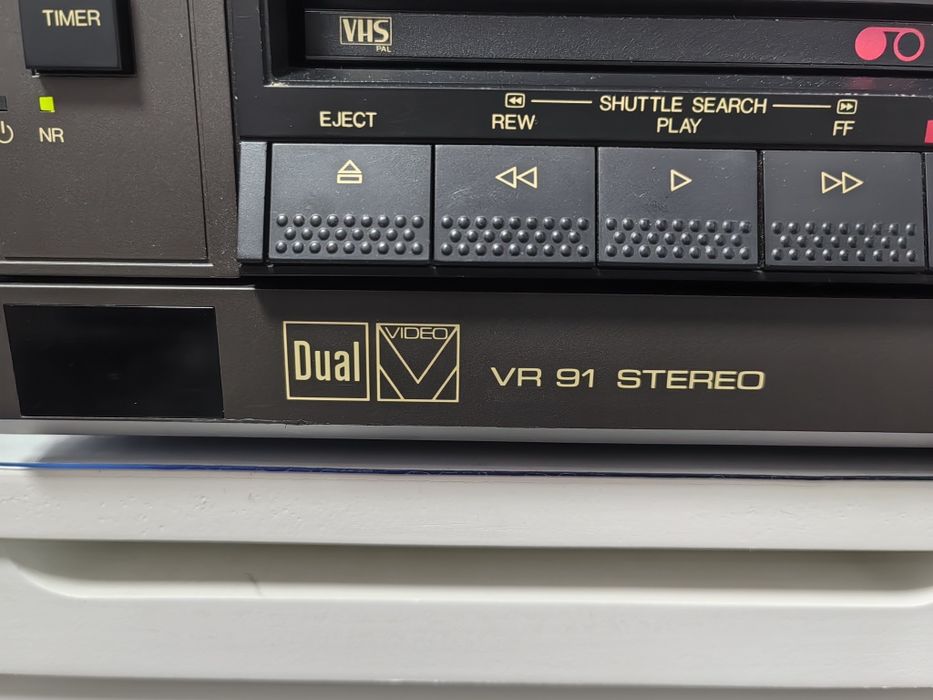 TIMER
VHS
PAL
NR
SHUTTLE SEARCH
EJECT
REW
PLAY
FF
Dual
VIDEO
VR 91 STEREO